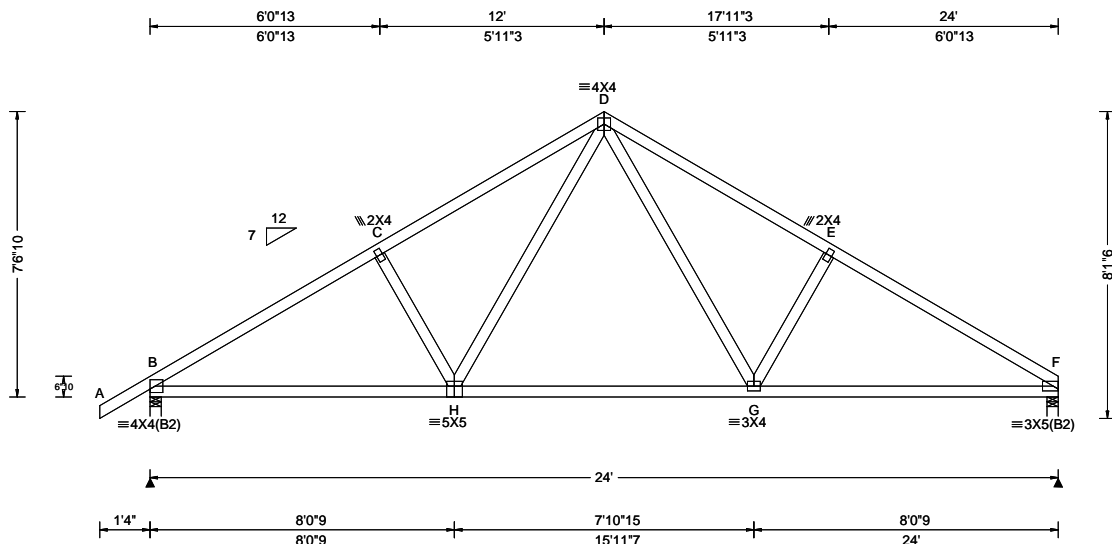 6'0"13 12' 17'11"3 24'
6'0"13 5'11"3 5'11"3 6'0"13
≡4X4
D
\\\2X4
C
///2X4
E
12
7
7'6"10
8'1"6
B
F
6"10
A
H
G
≡4X4(B2)
≡5X5
≡3X4
≡3X5(B2)
24'
1'4" 8'0"9 7'10"15 8'0"9
8'0"9 15'11"7 24'